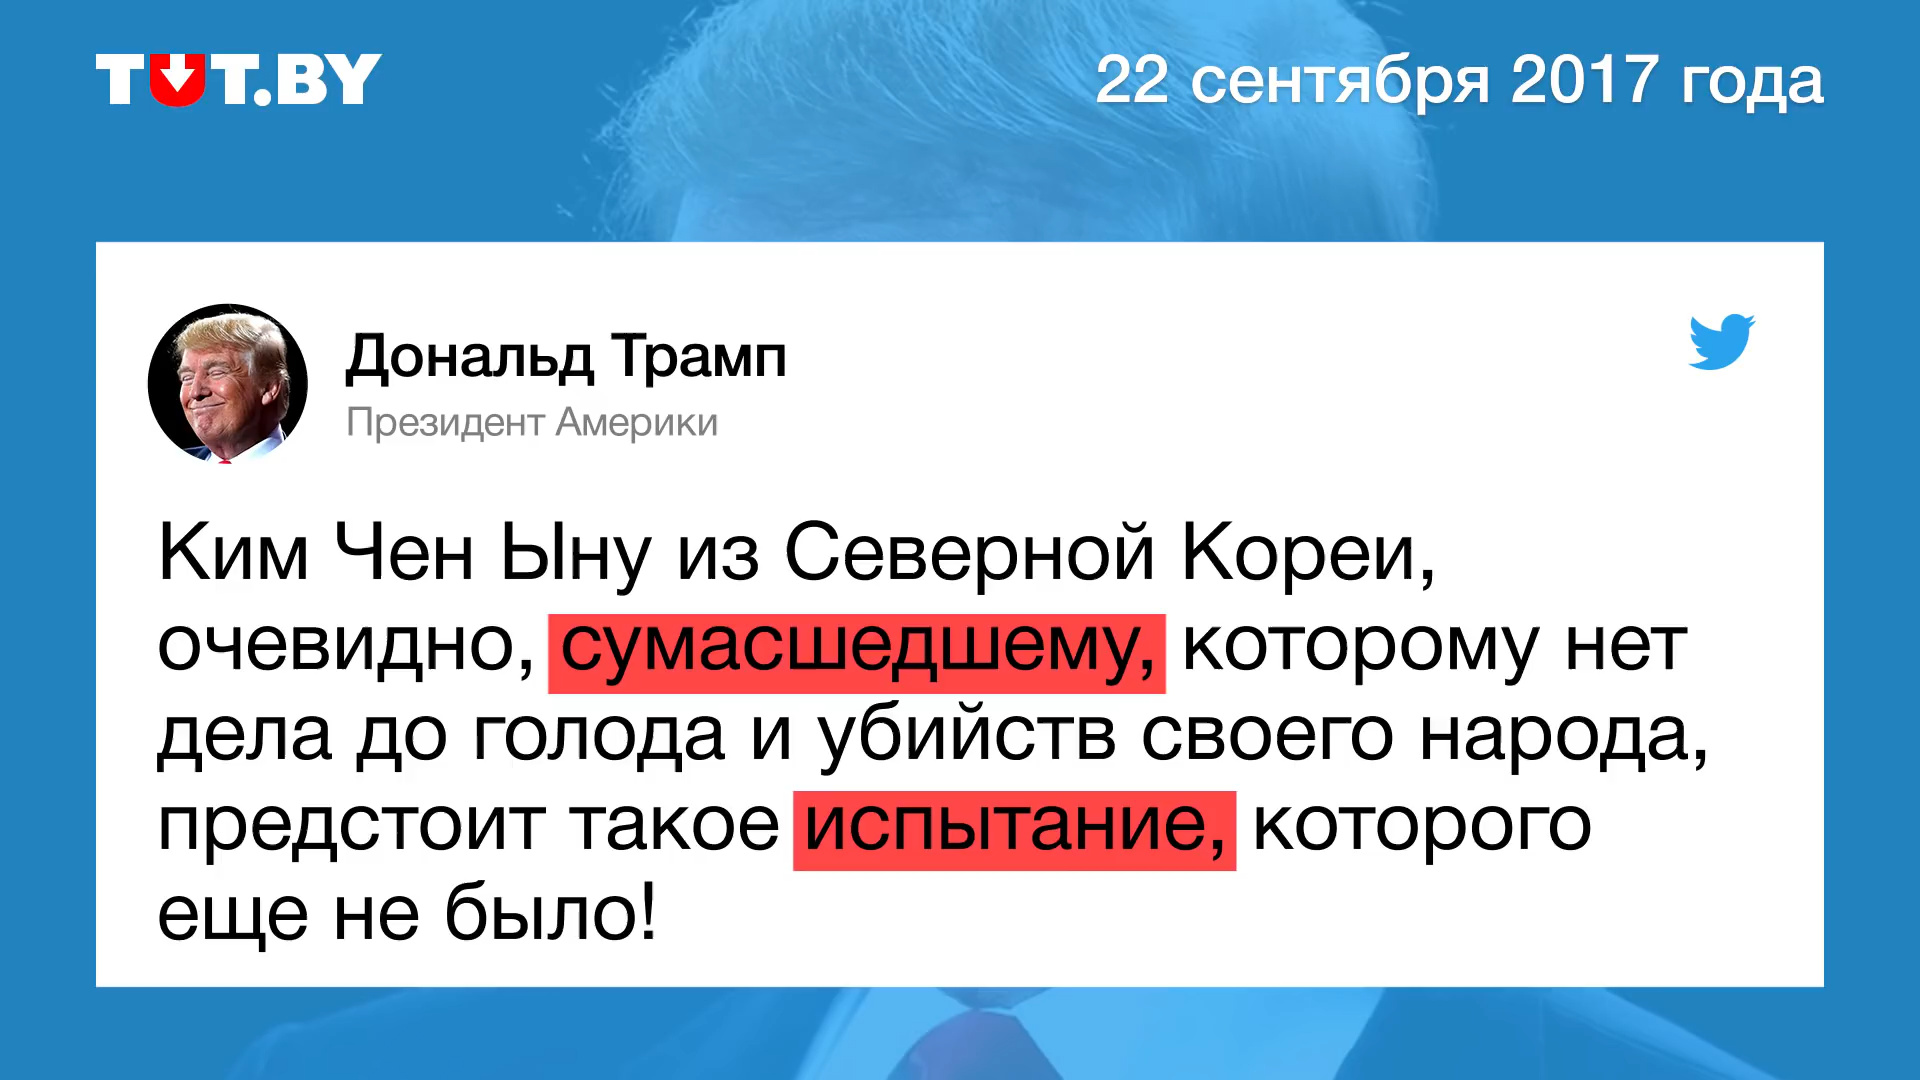 TUT.BY
22 сентября 2017 года
Дональд Трамп
Президент Америки
Ким Чен Ыну из Северной Кореи,
очевидно, сумасшедшему, которому нет
дела до голода и убийств своего народа,
предстоит такое испытание, которого
еще не было!